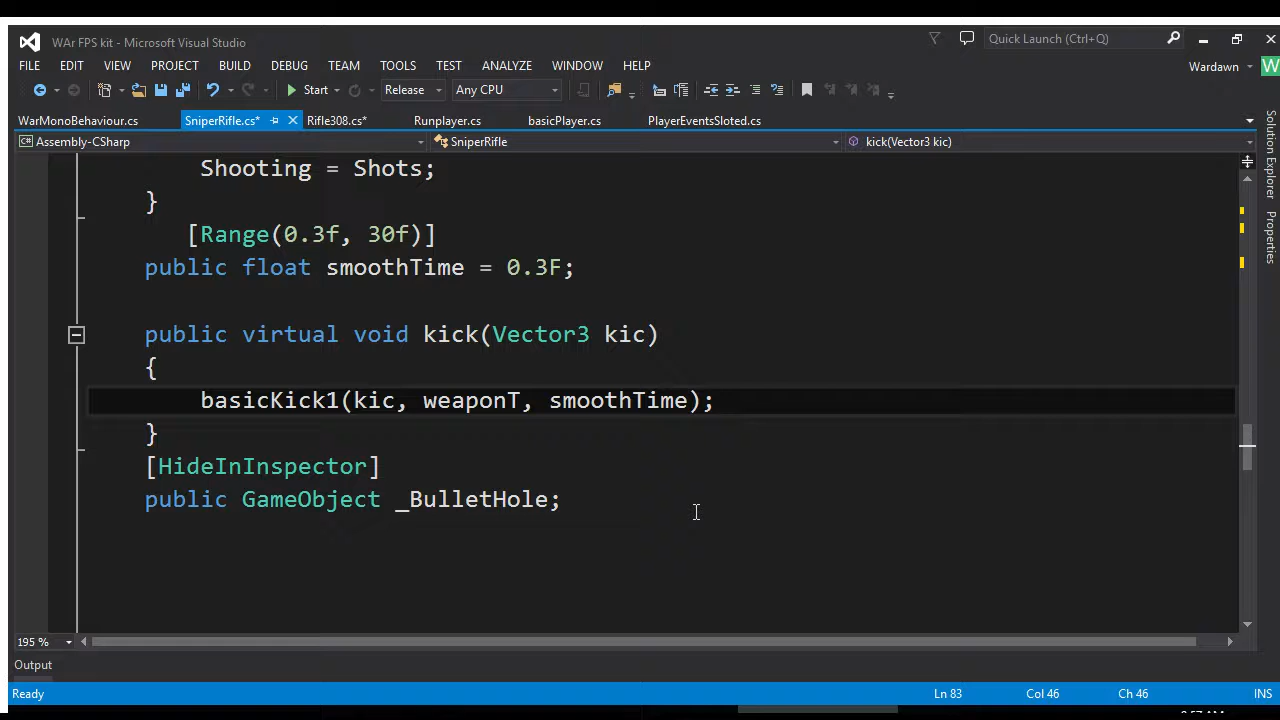 WAr FPS kit - Microsoft Visual Studio
Quick Launch (Ctrl+Q)
FILE EDIT VIEW PROJECT BUILD DEBUG TEAM TOOLS TEST ANALYZE WINDOW HELP
Wardawn W
Start Release Any CPU
WarMonoBehaviour.cs SniperRifle.cs* Rifle308.cs* Runplayer.cs basicPlayer.cs PlayerEventsSloted.cs
C# Assembly-CSharp SniperRifle kick(Vector3 kic)
Solution Explorer
Properties
Shooting = Shots;
}
[Range(0.3f, 30f)]
public float smoothTime = 0.3F;
public virtual void kick(Vector3 kic)
{
basicKick1(kic, weaponT, smoothTime);
}
[HideInInspector]
public GameObject _BulletHole;
195 %
Output
Ready Ln 83 Col 46 Ch 46 INS